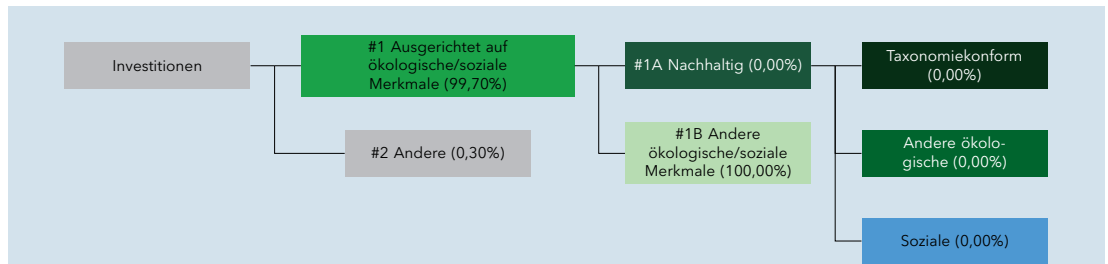 Investitionen
#1 Ausgerichtet auf
ökologische/soziale
Merkmale (99,70%)
#2 Andere (0,30%)
#1A Nachhaltig (0,00%)
#1B Andere
ökologische/soziale
Merkmale (100,00%)
Taxonomiekonform
(0,00%)
Andere ökolo-
gische (0,00%)
Soziale (0,00%)